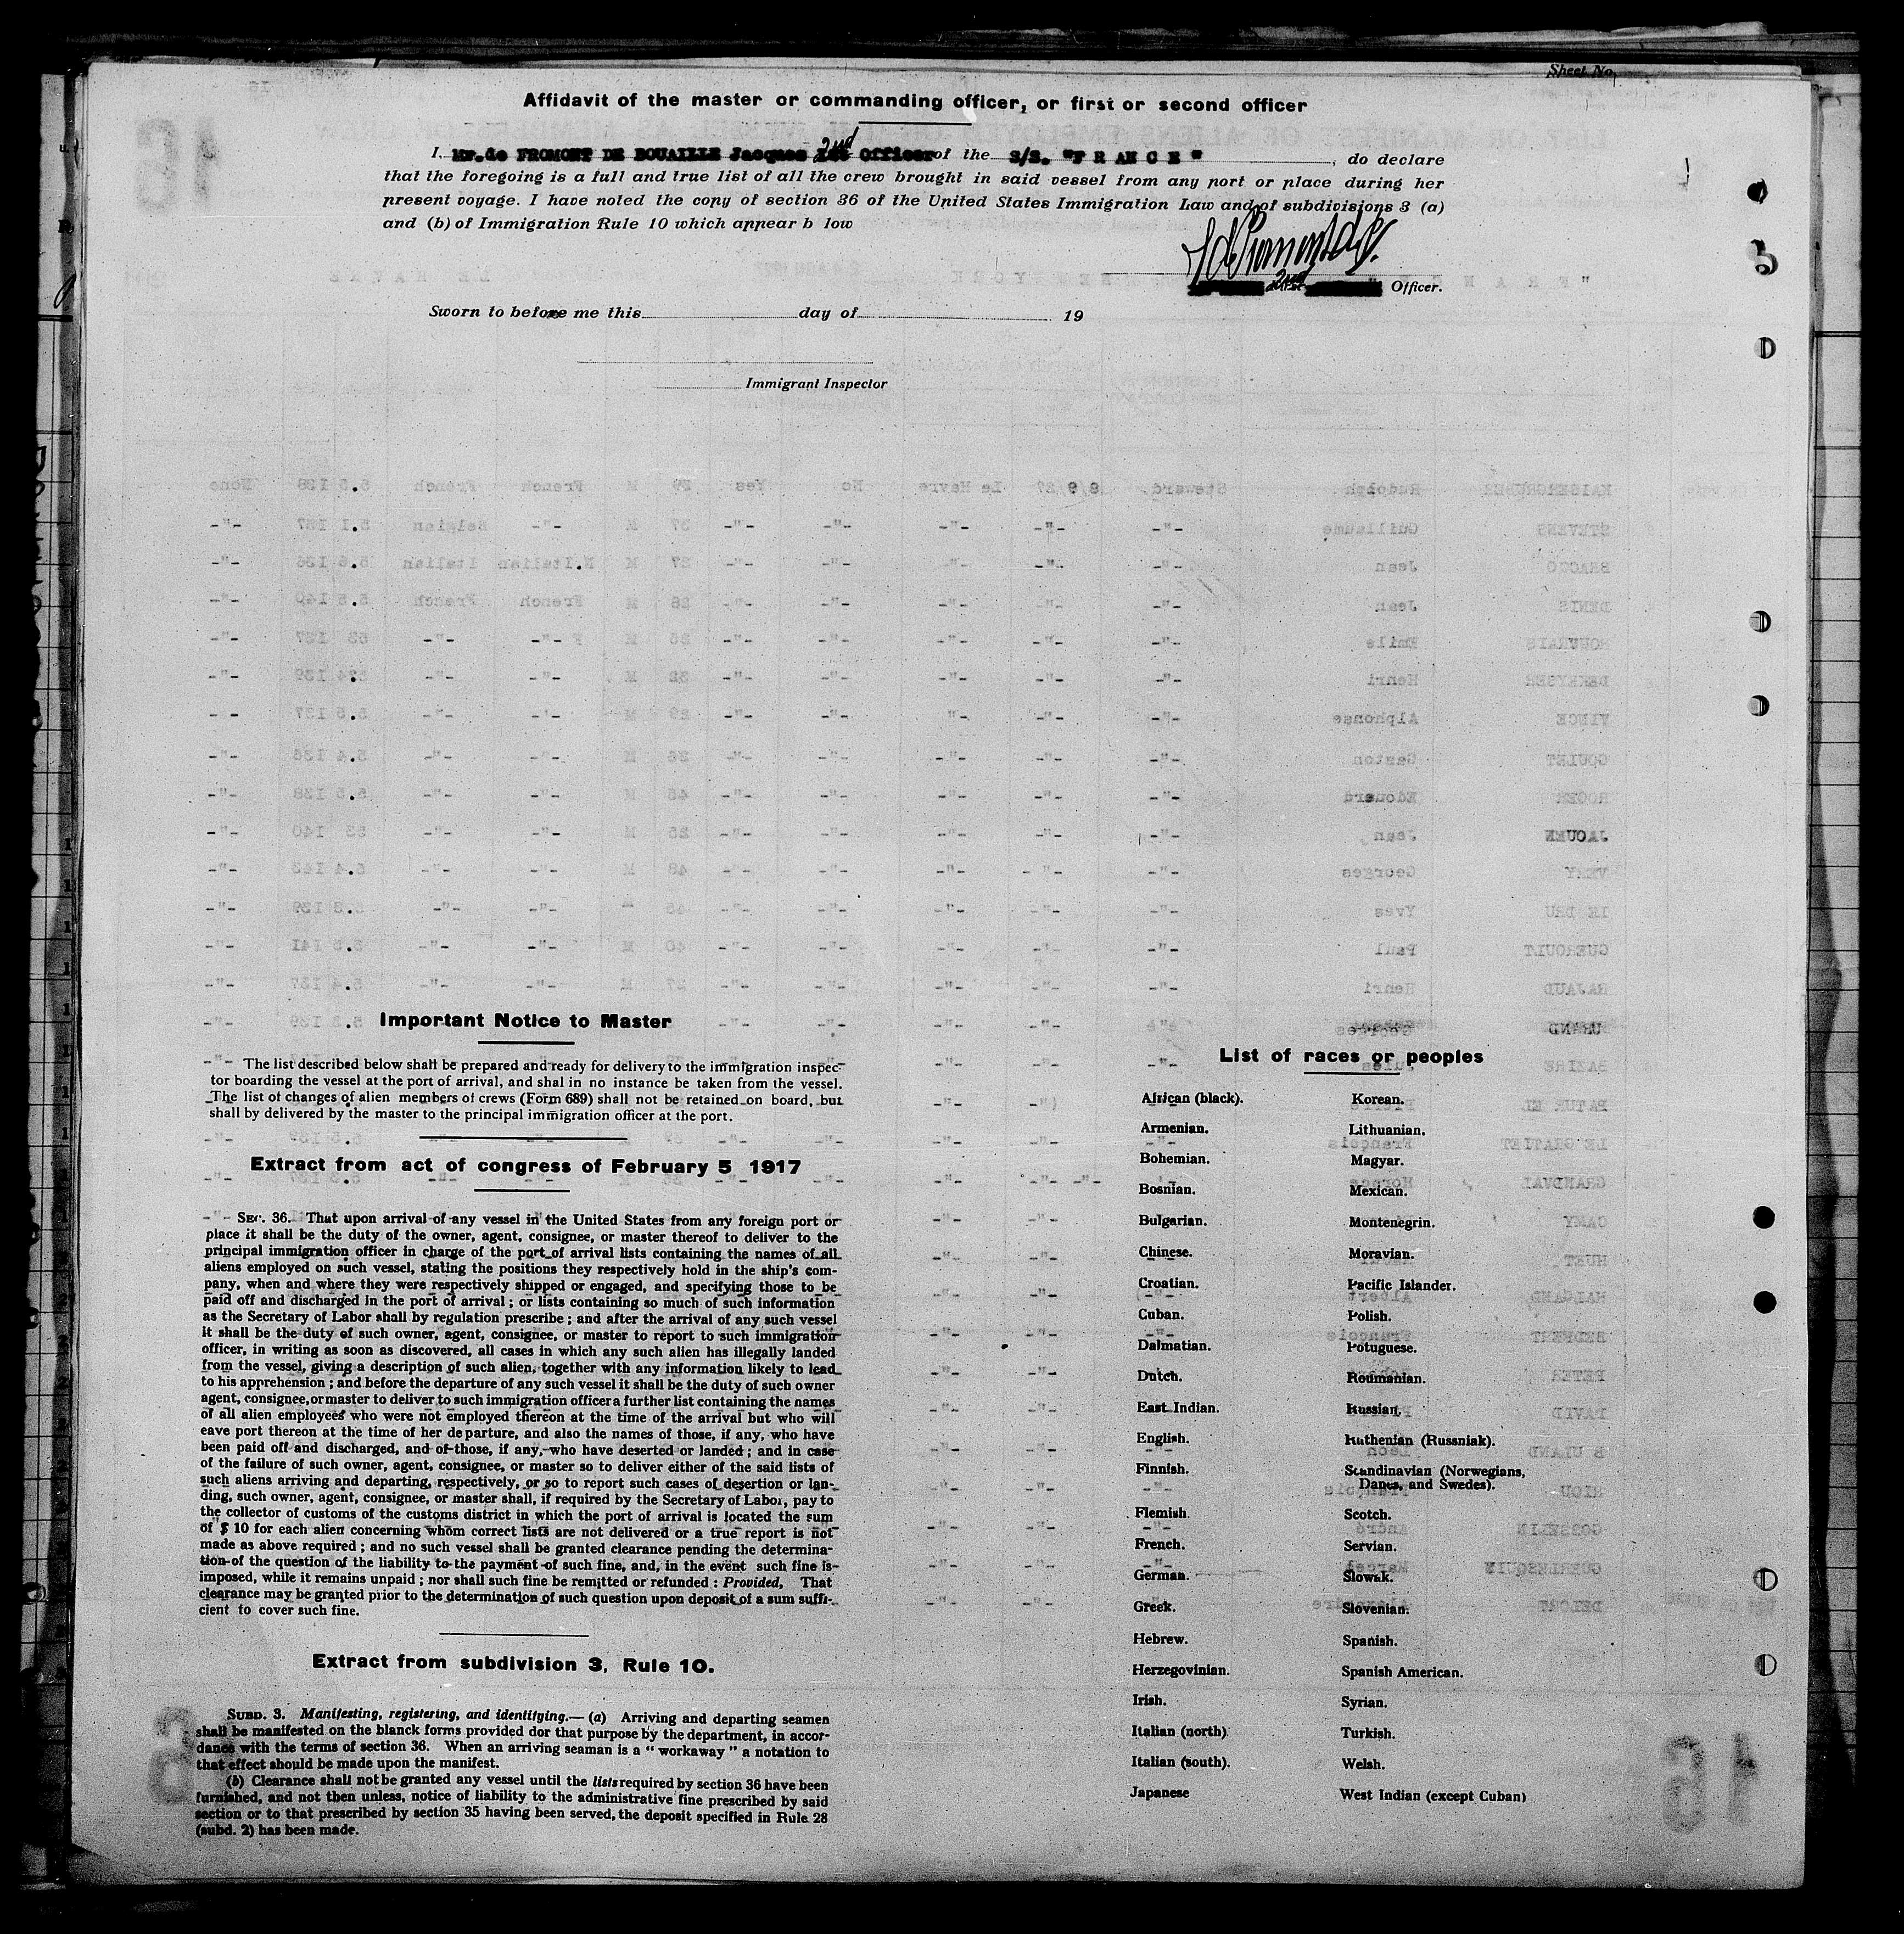 Sheet No.
Affidavit of the master or commanding officer, or first or second officer
I, Mr.de FROMONT DE BOUAILLE Jacques 2nd Officer of the S/S. "F R A N C E" , do declare
that the foregoing is a full and true list of all the crew brought in said vessel from any port or place during her
present voyage. I have noted the copy of section 36 of the United States Immigration Law and of subdivisions 3 (a)
and (b) of Immigration Rule 10 which appear b low
2nd Officer.
Sworn to before me this day of 19
Immigrant Inspector
Important Notice to Master
The list described below shall be prepared and ready for delivery to the immigration inspec-
tor boarding the vessel at the port of arrival, and shal in no instance be taken from the vessel.
The list of changes of alien members of crews (Form 689) shall not be retained on board, but
shall by delivered by the master to the principal immigration officer at the port.
Extract from act of congress of February 5 1917
SEC. 36. That upon arrival of any vessel in the United States from any foreign port or
place it shall be the duty of the owner, agent, consignee, or master thereof to deliver to the
principal immigration officer in charge of the port of arrival lists containing the names of all
aliens employed on such vessel, stating the positions they respectively hold in the ship's com-
pany, when and where they were respectively shipped or engaged, and specifying those to be
paid off and discharged in the port of arrival ; or lists containing so much of such information
as the Secretary of Labor shall by regulation prescribe ; and after the arrival of any such vessel
it shall be the duty of such owner, agent, consignee, or master to report to such immigration
officer, in writing as soon as discovered, all cases in which any such alien has illegally landed
from the vessel, giving a description of such alien, together with any information likely to lead
to his apprehension ; and before the departure of any such vessel it shall be the duty of such owner
agent, consignee, or master to deliver to such immigration officer a further list containing the names
of all alien employees who were not employed thereon at the time of the arrival but who will
eave port thereon at the time of her departure, and also the names of those, if any, who have
been paid off and discharged, and of those, if any, who have deserted or landed ; and in case
of the failure of such owner, agent, consignee, or master so to deliver either of the said lists of
such aliens arriving and departing, respectively, or so to report such cases of desertion or lan-
ding, such owner, agent, consignee, or master shall, if required by the Secretary of Labor, pay to
the collector of customs of the customs district in which the port of arrival is located the sum
of $ 10 for each alien concerning whom correct lists are not delivered or a true report is not
made as above required ; and no such vessel shall be granted clearance pending the determina-
tion of the question of the liability to the payment of such fine, and, in the event such fine is
imposed, while it remains unpaid ; nor shall such fine be remitted or refunded : Provided, That
clearance may be granted prior to the determination of such question upon deposit of a sum suffi-
cient to cover such fine.
Extract from subdivision 3, Rule 10.
SUBD. 3. Manifesting, registering, and identifying.— (a) Arriving and departing seamen
shall be manifested on the blanck forms provided dor that purpose by the department, in accor-
dance with the terms of section 36. When an arriving seaman is a " workaway " a notation to
that effect should be made upon the manifest.
(b) Clearance shall not be granted any vessel until the lists required by section 36 have been
furnished, and not then unless, notice of liability to the administrative fine prescribed by said
section or to that prescribed by section 35 having been served, the deposit specified in Rule 28
(subd. 2) has been made.
List of races or peoples
African (black).
Armenian.
Bohemian.
Bosnian.
Bulgarian.
Chinese.
Croatian.
Cuban.
Dalmatian.
Dutch.
East Indian.
English.
Finnish.
Flemish.
French.
German.
Greek.
Hebrew.
Herzegovinian.
Irish.
Italian (north)
Italian (south).
Japanese
Korean.
Lithuanian.
Magyar.
Mexican.
Montenegrin.
Moravian.
Pacific Islander.
Polish.
Potuguese.
Roumanian.
Russian.
Ruthenian (Russniak).
Scandinavian (Norwegians,
Danes, and Swedes).
Scotch.
Servian.
Slowak.
Slovenian.
Spanish.
Spanish American.
Syrian.
Turkish.
Welsh.
West Indian (except Cuban)